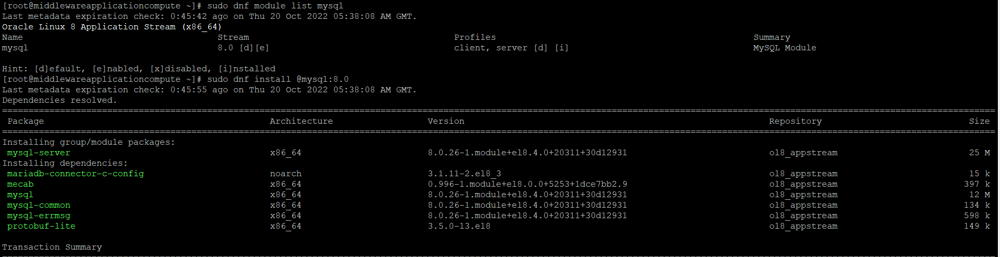 [root@middlewareapplicationcompute ~]# sudo dnf module list mysql
Last metadata expiration check: 0:45:42 ago on Thu 20 Oct 2022 05:38:08 AM GMT.
Oracle Linux 8 Application Stream (x86_64)
Name Stream Profiles Summary
mysql 8.0 [d][e] client, server [d] [i] MySQL Module
Hint: [d]efault, [e]nabled, [x]disabled, [i]nstalled
[root@middlewareapplicationcompute ~]# sudo dnf install @mysql:8.0
Last metadata expiration check: 0:45:55 ago on Thu 20 Oct 2022 05:38:08 AM GMT.
Dependencies resolved.
Package Architecture Version Repository Size
Installing group/module packages:
mysql-server x86_64 8.0.26-1.module+el8.4.0+20311+30d12931 ol8_appstream 25 M
Installing dependencies:
mariadb-connector-c-config noarch 3.1.11-2.el8_3 ol8_appstream 15 k
mecab x86_64 0.996-1.module+el8.0.0+5253+1dce7bb2.9 ol8_appstream 397 k
mysql x86_64 8.0.26-1.module+el8.4.0+20311+30d12931 ol8_appstream 12 M
mysql-common x86_64 8.0.26-1.module+el8.4.0+20311+30d12931 ol8_appstream 134 k
mysql-errmsg x86_64 8.0.26-1.module+el8.4.0+20311+30d12931 ol8_appstream 598 k
protobuf-lite x86_64 3.5.0-13.el8 ol8_appstream 149 k
Transaction Summary